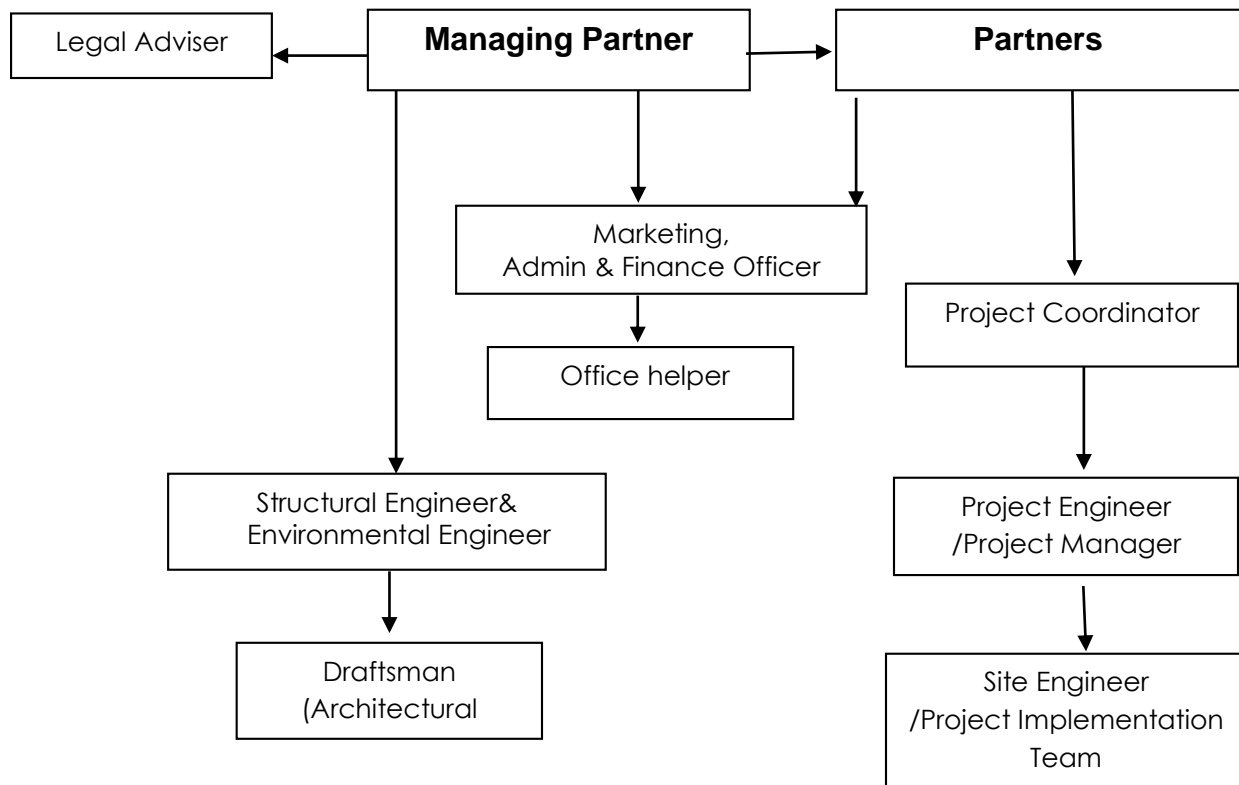 Legal Adviser
Managing Partner
Partners
Marketing,
Admin & Finance Officer
Project Coordinator
Office helper
Structural Engineer&
Environmental Engineer
Project Engineer
/Project Manager
Draftsman
(Architectural
Site Engineer
/Project Implementation
Team